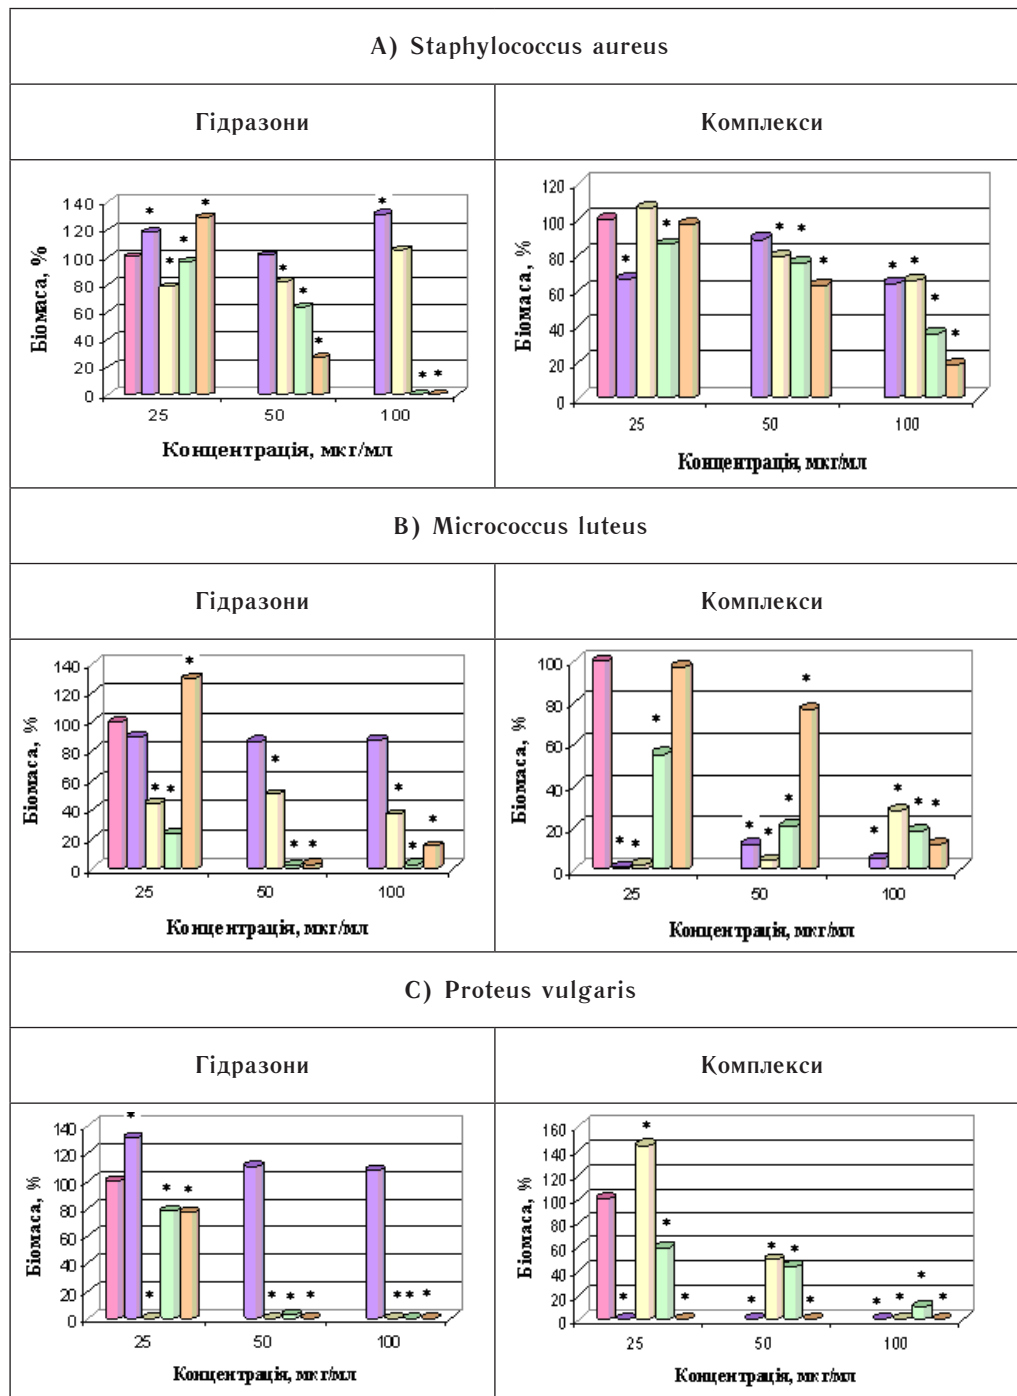 A) Staphylococcus aureus
Гідразони
Комплекси
Біомаса, %
140
120
100
80
60
40
20
0
* * * * * * * * * * *
25 50 100
Концентрація, мкг/мл
Біомаса, %
120
100
80
60
40
20
0
* * * * * * * * *
25 50 100
Концентрація, мкг/мл
B) Micrococcus luteus
Гідразони
Комплекси
Біомаса, %
140
120
100
80
60
40
20
0
* * * * * * * * *
25 50 100
Концентрація, мкг/мл
Біомаса, %
100
80
60
40
20
0
* * * * * * * * * * *
25 50 100
Концентрація, мкг/мл
C) Proteus vulgaris
Гідразони
Комплекси
Біомаса, %
140
120
100
80
60
40
20
0
* * * * * * * * * *
25 50 100
Концентрація, мкг/мл
Біомаса, %
160
140
120
100
80
60
40
20
0
* * * * * * * * * * * *
25 50 100
Концентрація, мкг/мл